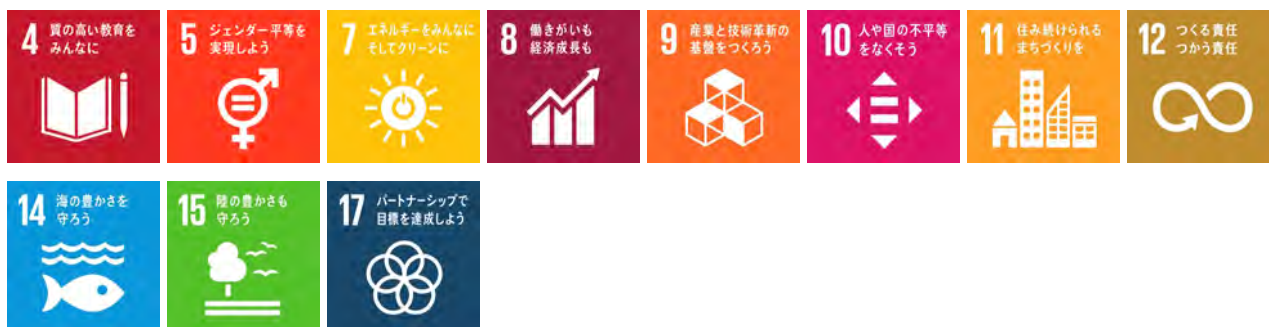 4 質の高い教育を
みんなに
5 ジェンダー平等を
実現しよう
7 エネルギーをみんなに
そしてクリーンに
8 働きがいも
経済成長も
9 産業と技術革新の
基盤をつくろう
10 人や国の不平等
をなくそう
11 住み続けられる
まちづくりを
12 つくる責任
つかう責任
14 海の豊かさを
守ろう
15 陸の豊かさも
守ろう
17 パートナーシップで
目標を達成しよう